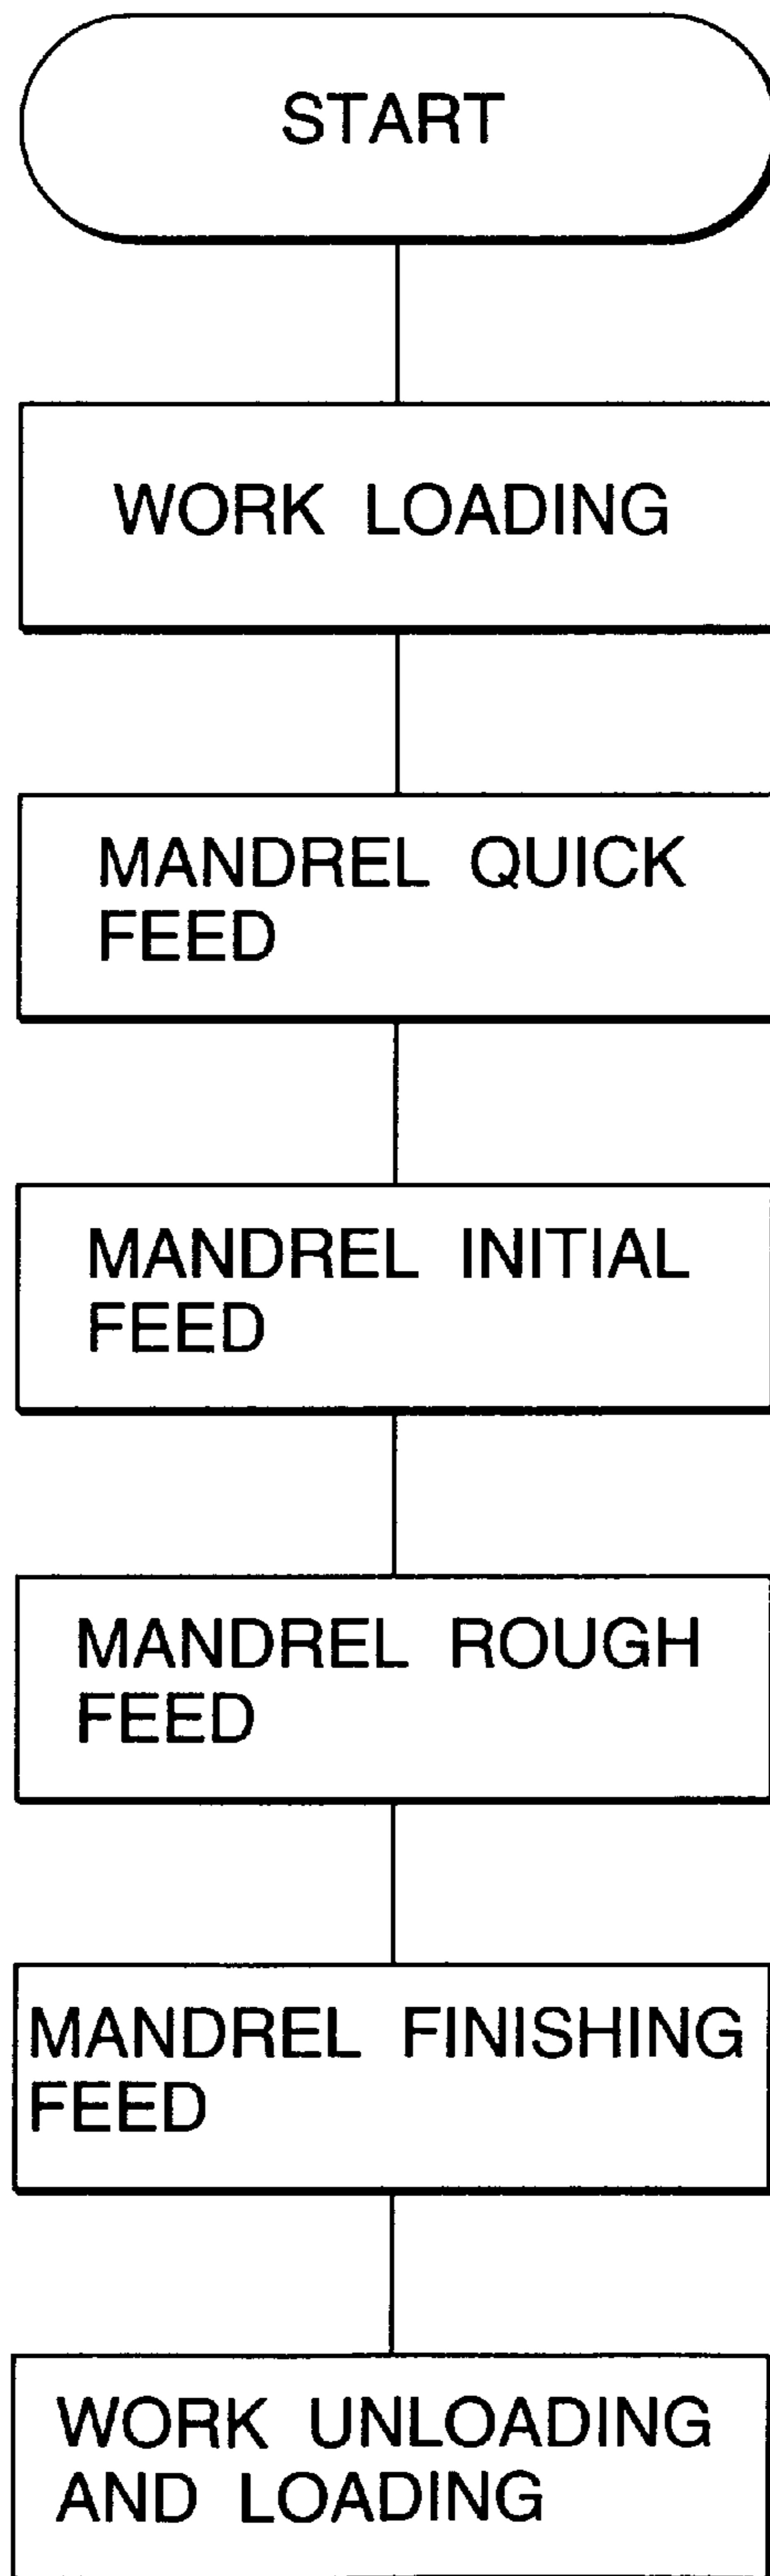 START
WORK LOADING
MANDREL QUICK
FEED
MANDREL INITIAL
FEED
MANDREL ROUGH
FEED
MANDREL FINISHING
FEED
WORK UNLOADING
AND LOADING